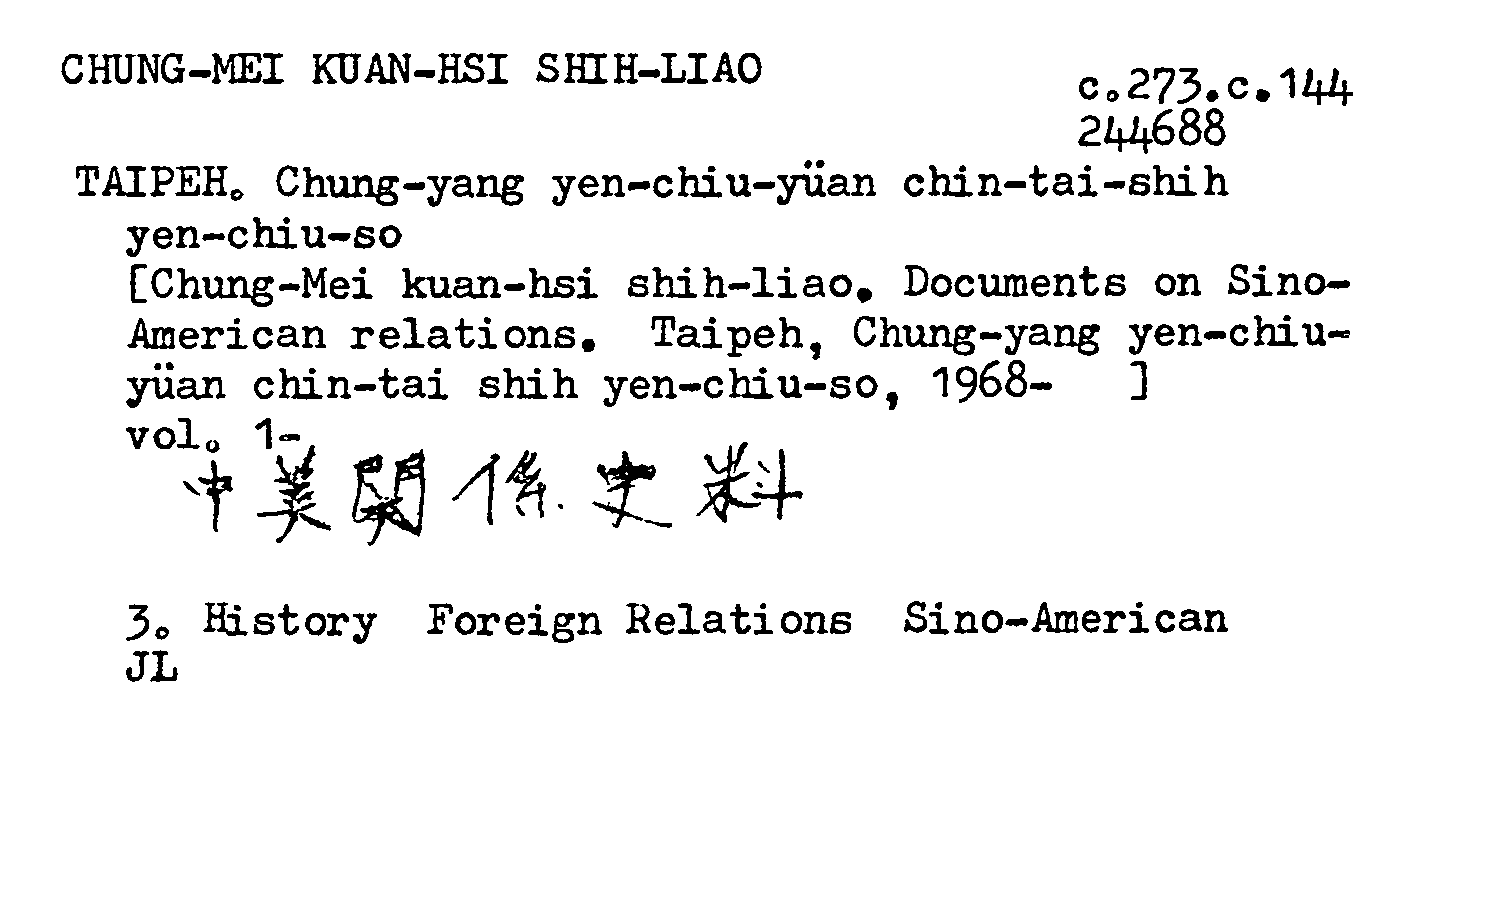 CHUNG-MEI KUAN-HSI SHIH-LIAO
c.273.c.144
244688
TAIPEH. Chung-yang yen-chiu-yüan chin-tai-shih
yen-chiu-so
[Chung-Mei kuan-hsi shih-liao. Documents on Sino-
American relations. Taipeh, Chung-yang yen-chiu-
yüan chin-tai shih yen-chiu-so, 1968- ]
vol. 1-
中美関係史料
3. History Foreign Relations Sino-American
JL